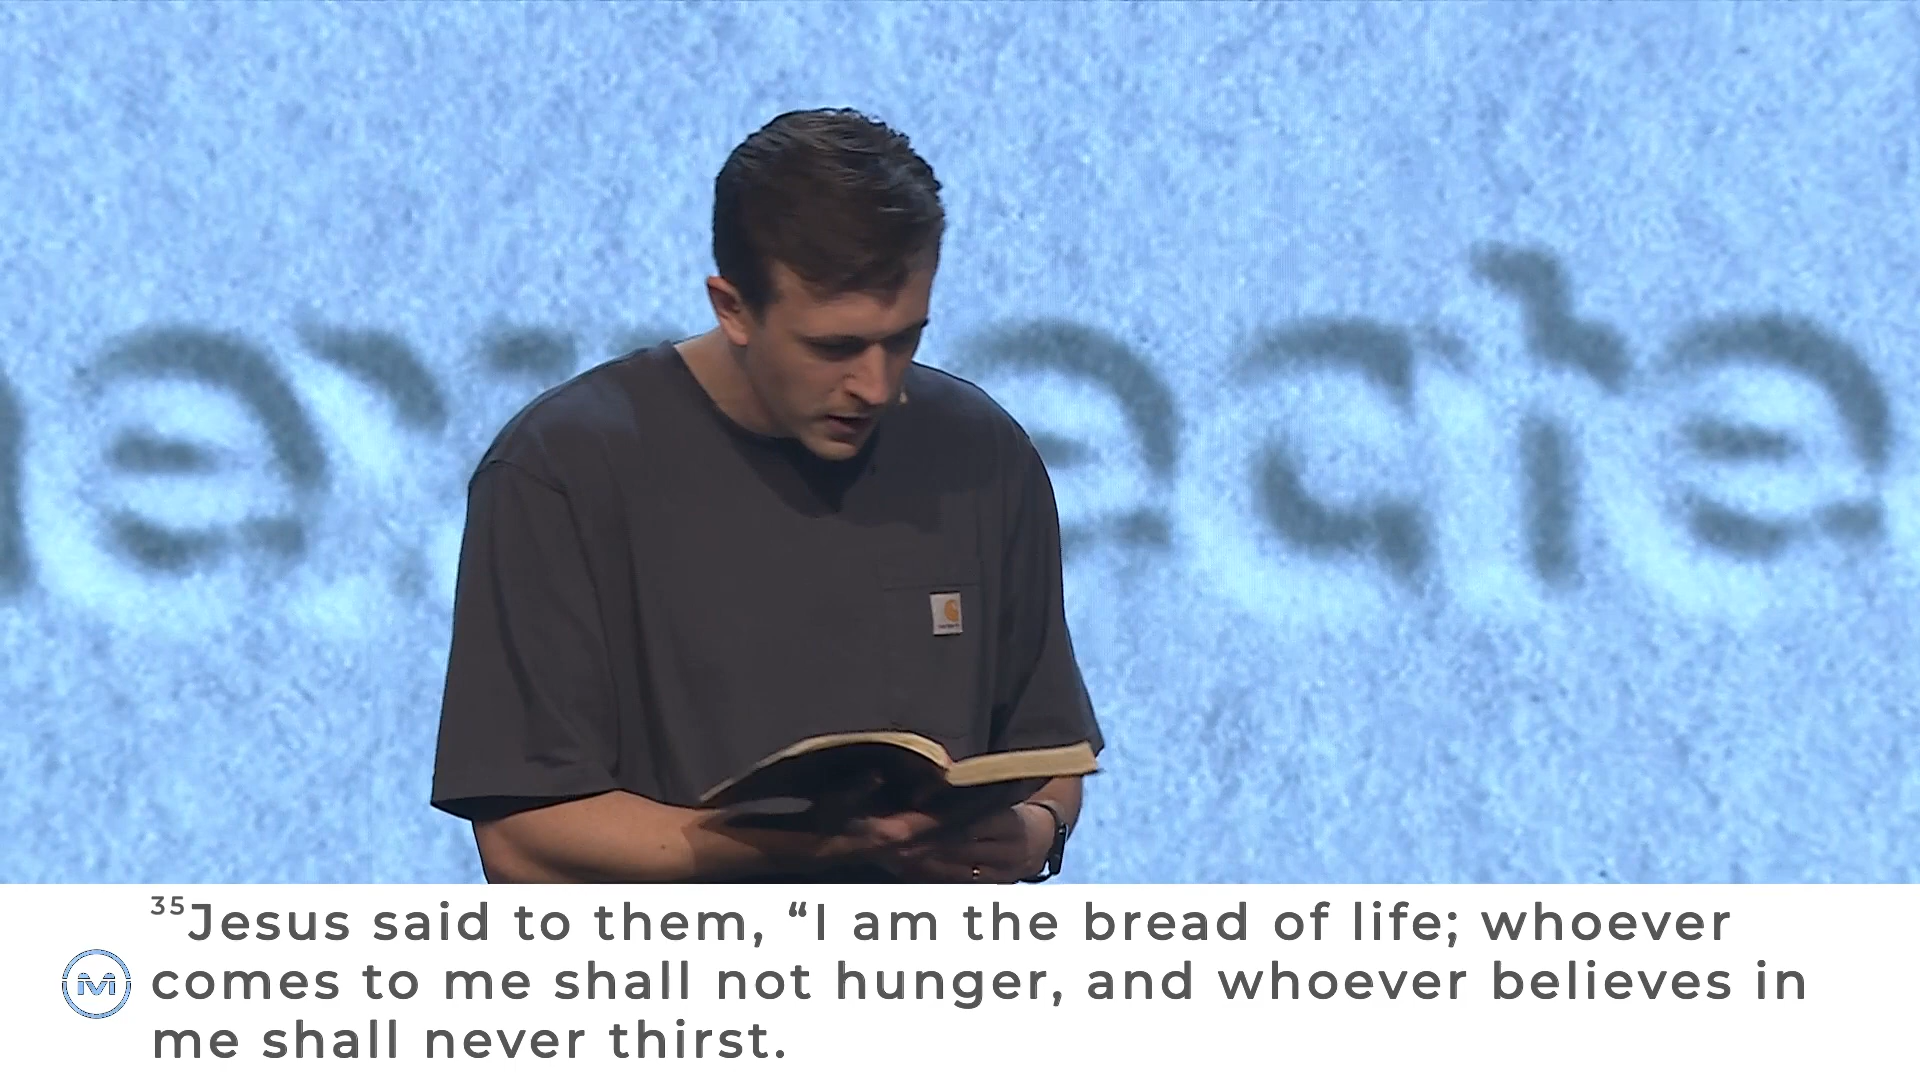 35Jesus said to them, “I am the bread of life; whoever
comes to me shall not hunger, and whoever believes in
me shall never thirst.